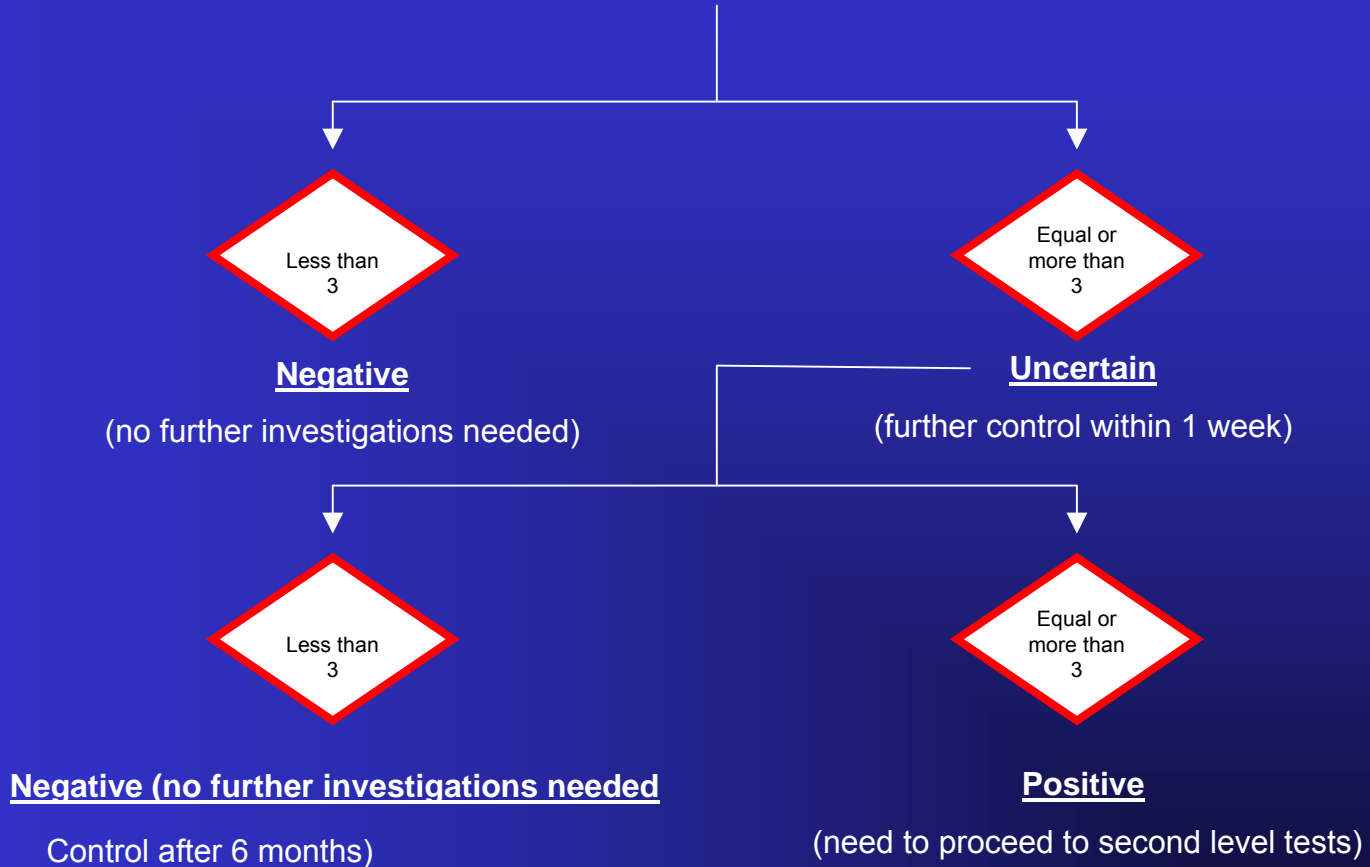 Less than
3
Equal or
more than
3
Negative
(no further investigations needed)
Uncertain
(further control within 1 week)
Less than
3
Equal or
more than
3
Negative (no further investigations needed
Control after 6 months)
Positive
(need to proceed to second level tests)